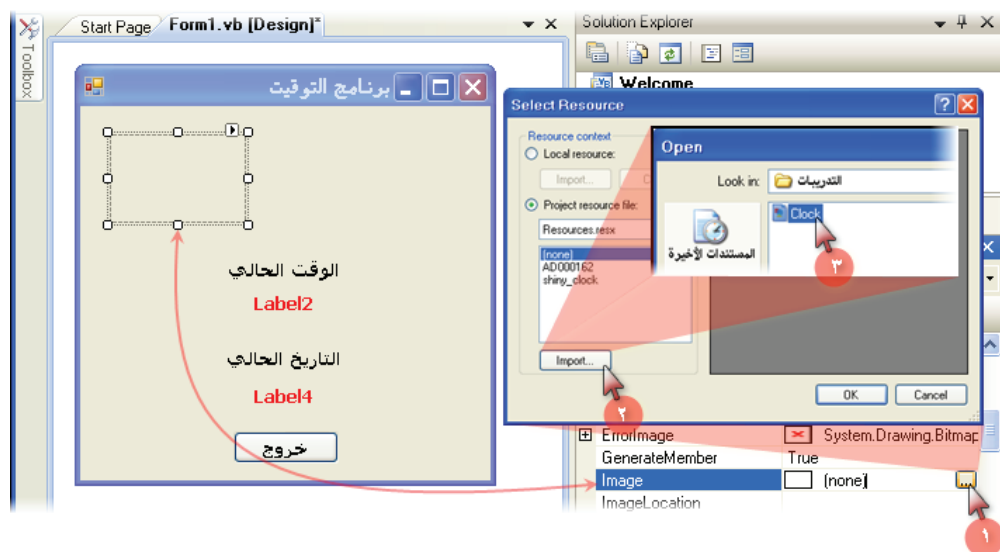 Toolbox
Start Page
Form1.vb [Design]*
برنامج التوقيت
الوقت الحالي
Label2
التاريخ الحالي
Label4
خروج
Solution Explorer
Welcome
Select Resource
Resource context
Local resource:
Import...
Project resource file:
Resources.resx
(none)
AD000162
shiny_clock
Import...
OK
Cancel
Open
Look in:
التدريبات
المستندات الأخيرة
Clock
٣
٢
ErrorImage
System.Drawing.Bitmap
GenerateMember
True
Image
(none)
ImageLocation
...
١